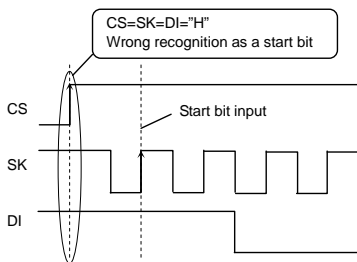 CS=SK=DI="H"
Wrong recognition as a start bit
Start bit input
CS
SK
DI